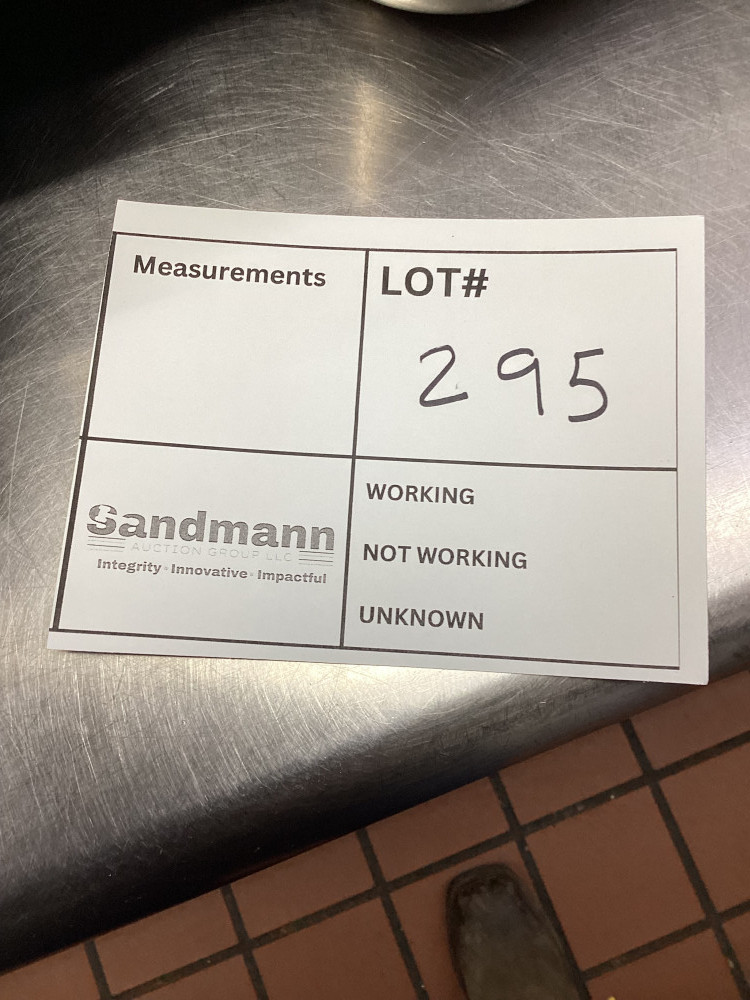 Measurements
LOT#
295
Sandmann
AUCTION GROUP LLC
Integrity • Innovative • Impactful
WORKING
NOT WORKING
UNKNOWN